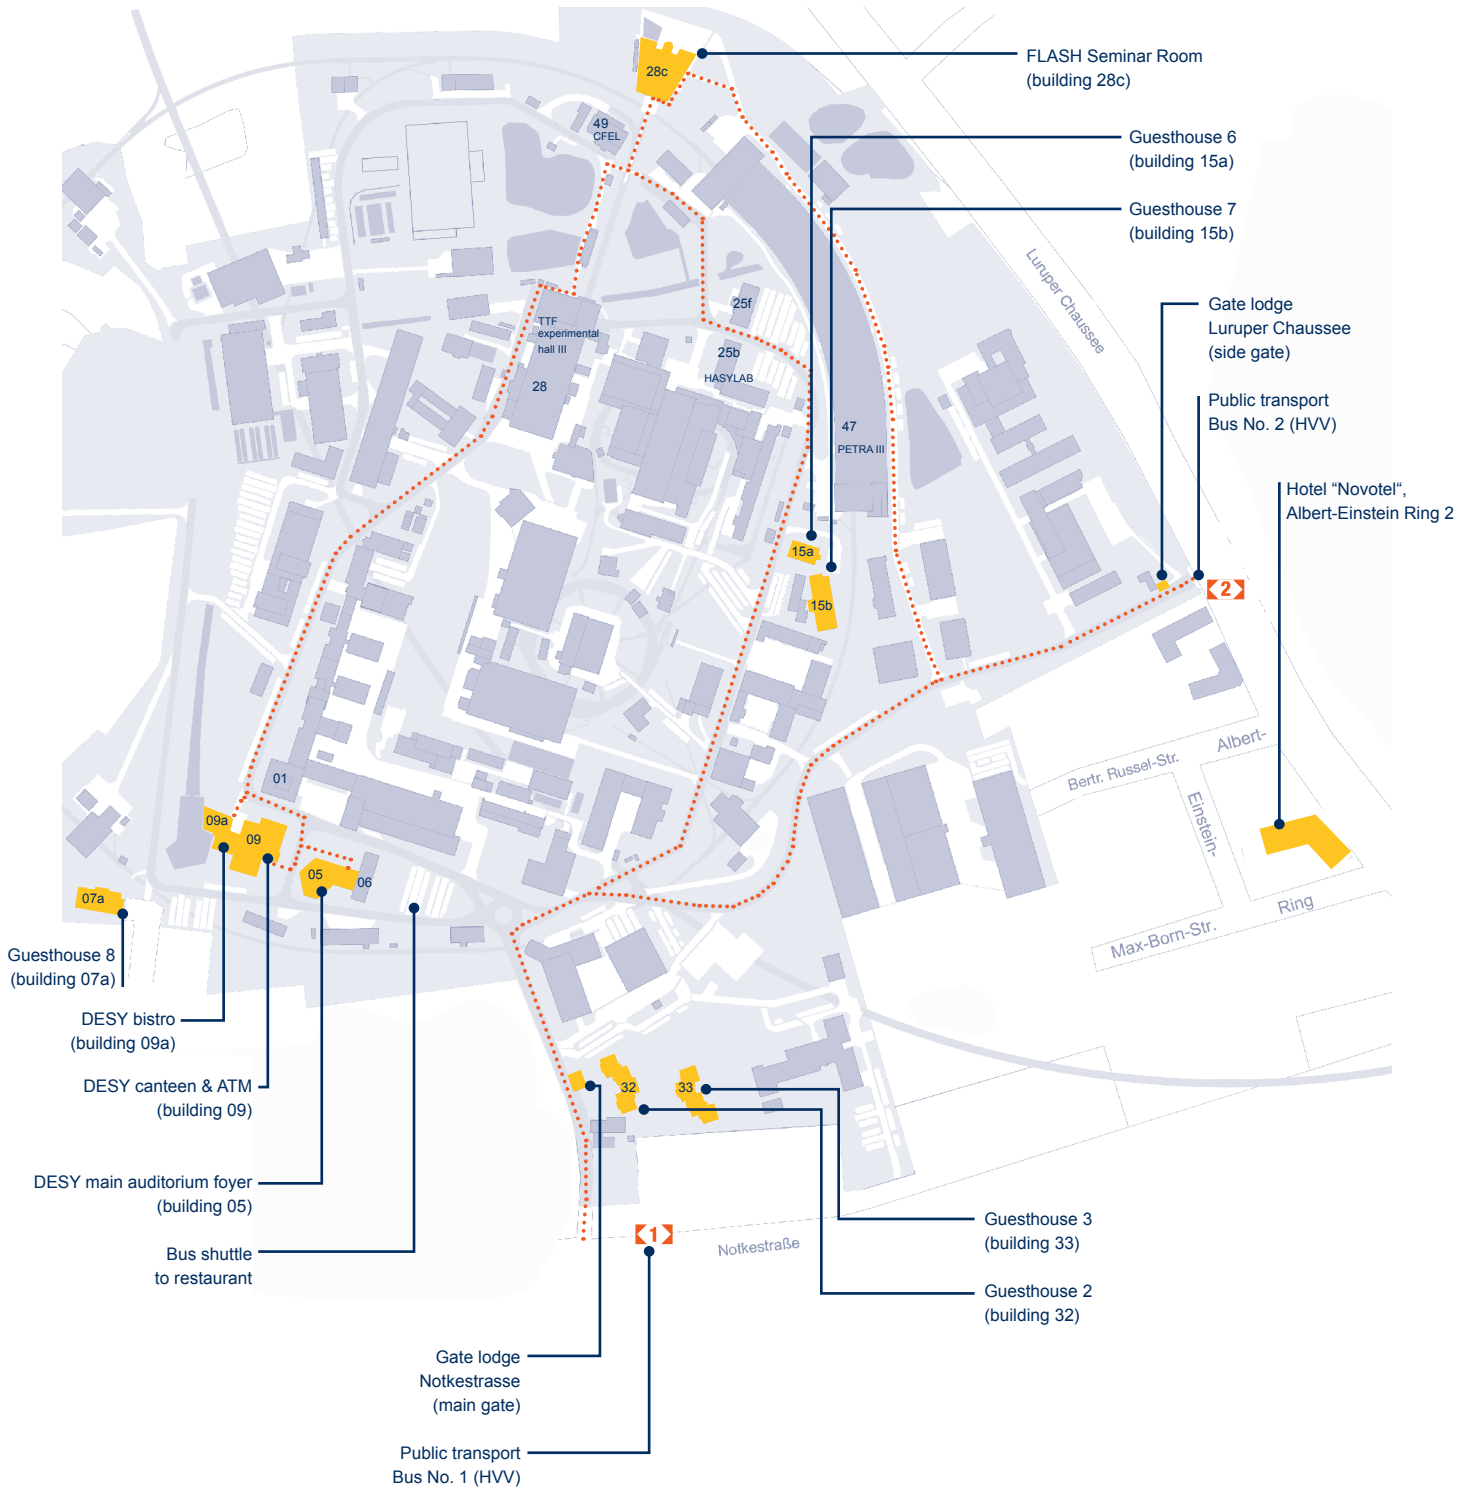 FLASH Seminar Room
(building 28c)
28c
49
CFEL
Guesthouse 6
(building 15a)
Guesthouse 7
(building 15b)
Luruper Chaussee
Gate lodge
Luruper Chaussee
(side gate)
Public transport
Bus No. 2 (HVV)
Hotel “Novotel“,
Albert-Einstein Ring 2
25f
TTF
experimental
hall III
28
25b
HASYLAB
47
PETRA III
15a
15b
2
01
Bertr. Russel-Str.
Albert-
Einstein-
Ring
Max-Born-Str.
09a
09
05
06
07a
Guesthouse 8
(building 07a)
DESY bistro
(building 09a)
DESY canteen & ATM
(building 09)
DESY main auditorium foyer
(building 05)
Bus shuttle
to restaurant
32
33
1
Notkestraße
Guesthouse 3
(building 33)
Guesthouse 2
(building 32)
Gate lodge
Notkestrasse
(main gate)
Public transport
Bus No. 1 (HVV)